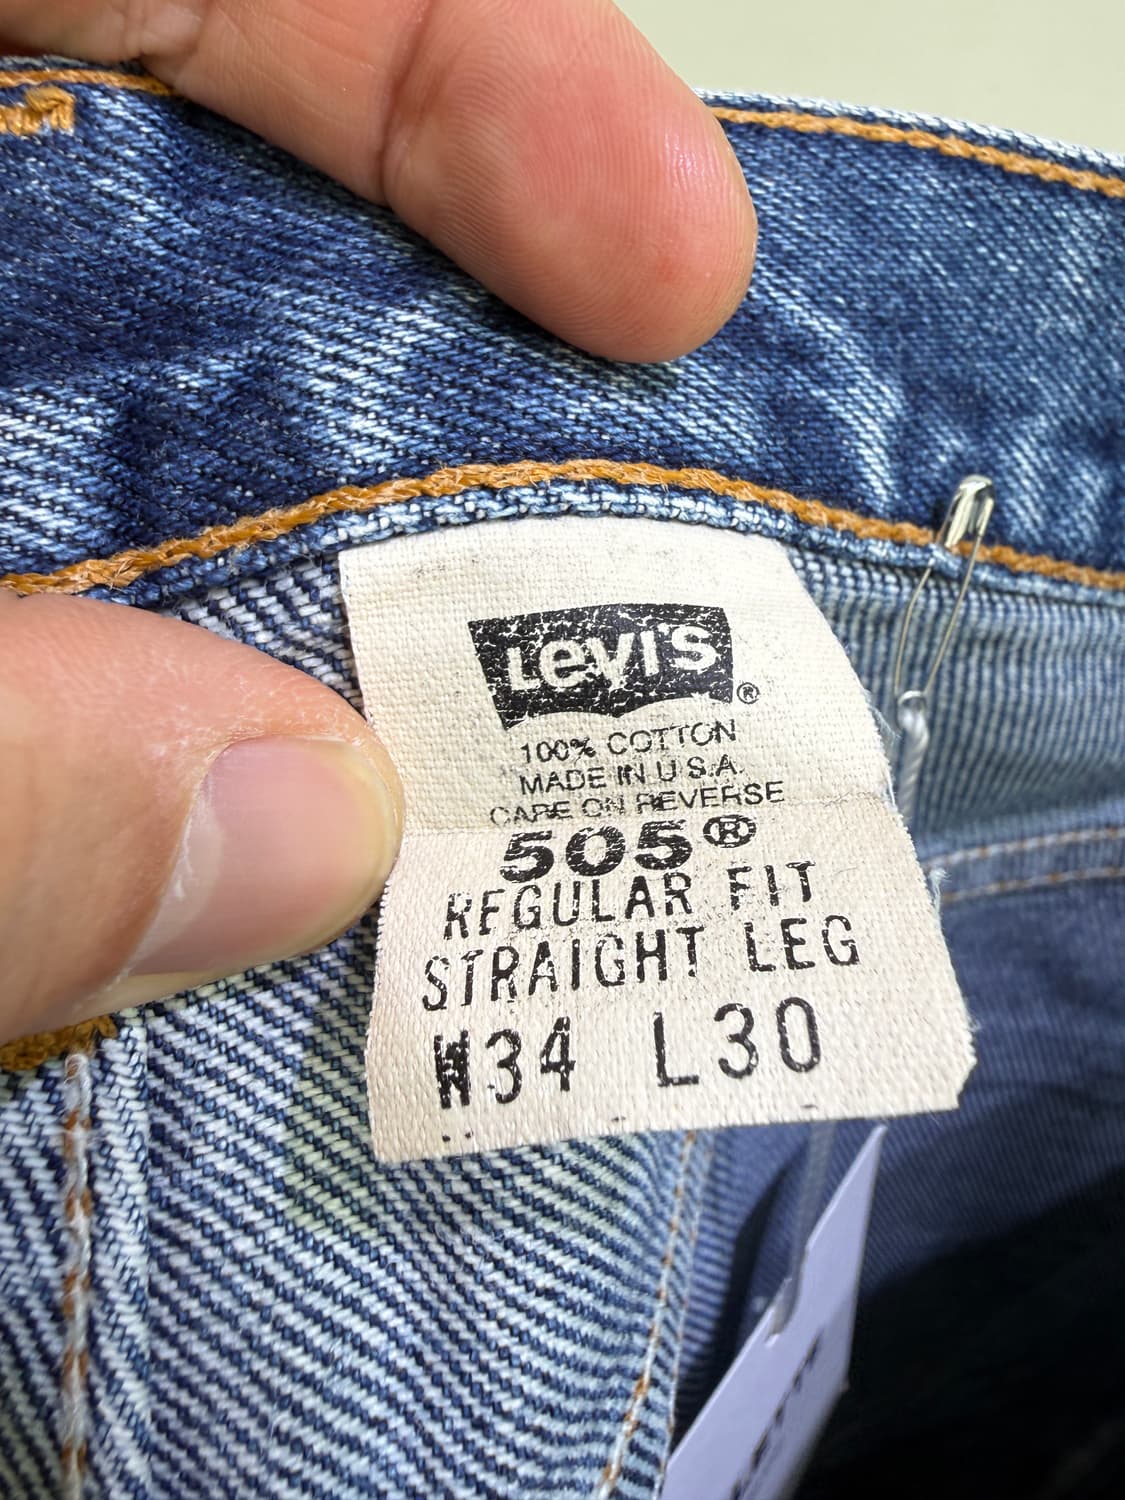 Levi's®
100% COTTON
MADE IN U.S.A.
CARE ON REVERSE
505®
REGULAR FIT
STRAIGHT LEG
W34 L30